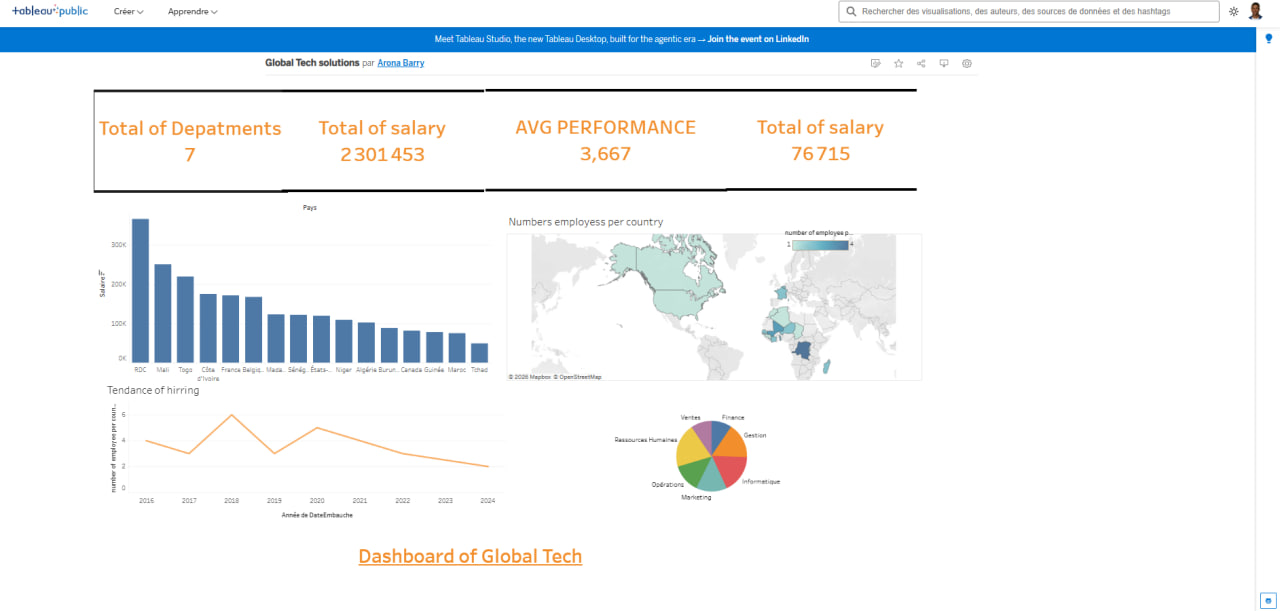 +ab|eau public
Créer
Apprendre
Rechercher des visualisations, des auteurs, des sources de données et des hashtags
Meet Tableau Studio, the new Tableau Desktop, built for the agentic era → Join the event on LinkedIn
Global Tech solutions par Arona Barry
Total of Depatments
7
Total of salary
2 301 453
AVG PERFORMANCE
3,667
Total of salary
76 715
Pays
Salaire
300K
200K
100K
0K
RDC Mali Togo Côte d'Ivoire France Belgiq.. Mada.. Sénég.. États-... Niger Algérie Burun.. Canada Guinée Maroc Tchad
Numbers employess per country
number of employee p...
1 4
© 2026 Mapbox © OpenStreetMap
Tendance of hirring
number of employee per coun..
6
4
2
0
2016 2017 2018 2019 2020 2021 2022 2023 2024
Année de DateEmbauche
Ventes
Finance
Gestion
Ressources Humaines
Informatique
Opérations
Marketing
Dashboard of Global Tech